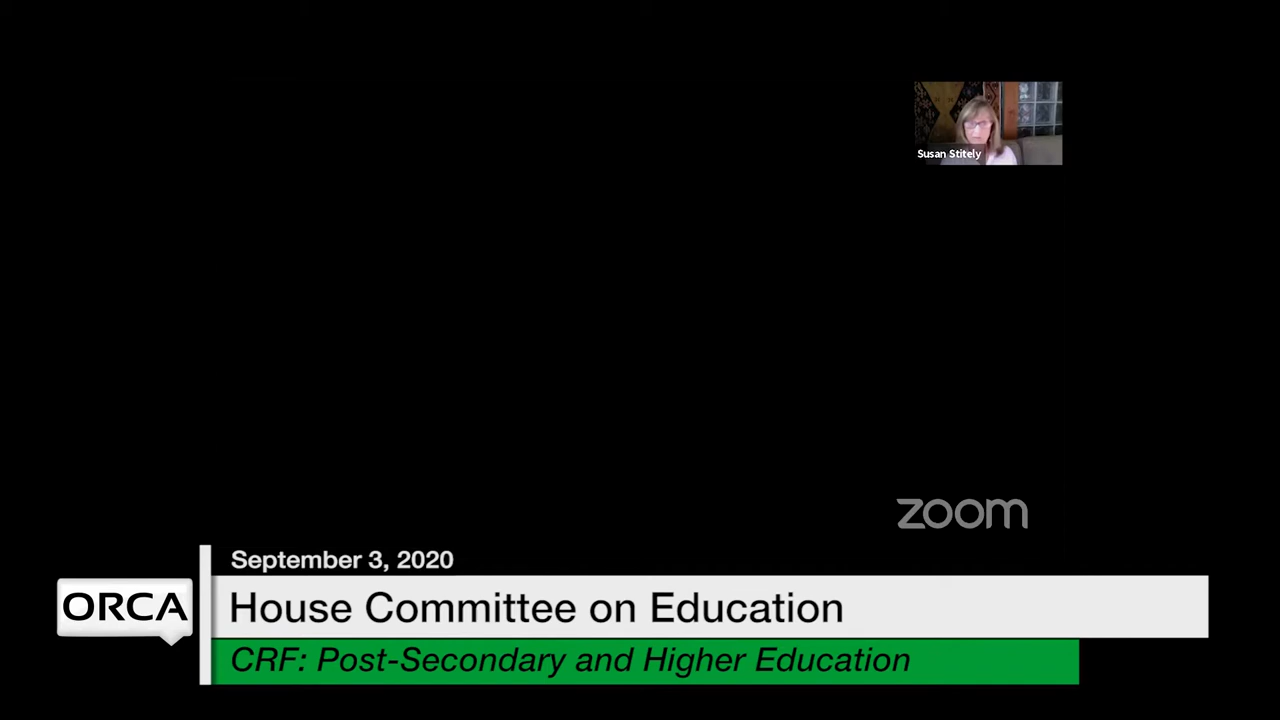 Susan Stitely
zoom
September 3, 2020
ORCA
House Committee on Education
CRF: Post-Secondary and Higher Education